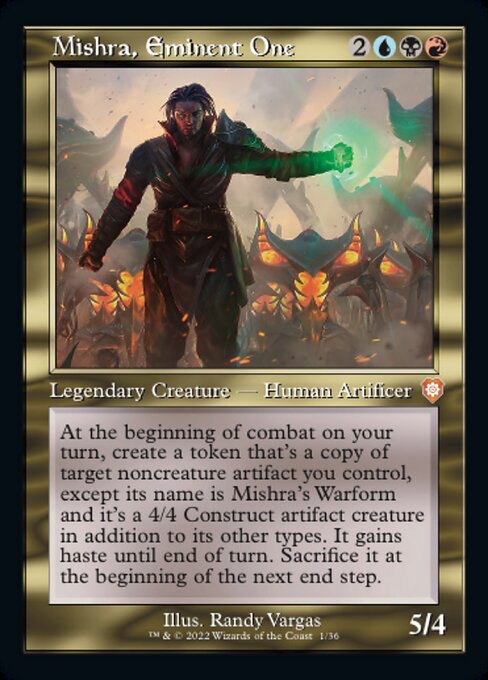 Mishra, Eminent One 2
Legendary Creature — Human Artificer
At the beginning of combat on your
turn, create a token that's a copy of
target noncreature artifact you control,
except its name is Mishra's Warform
and it's a 4/4 Construct artifact creature
in addition to its other types. It gains
haste until end of turn. Sacrifice it at
the beginning of the next end step.
Illus. Randy Vargas
™ & © 2022 Wizards of the Coast 1/36
5/4